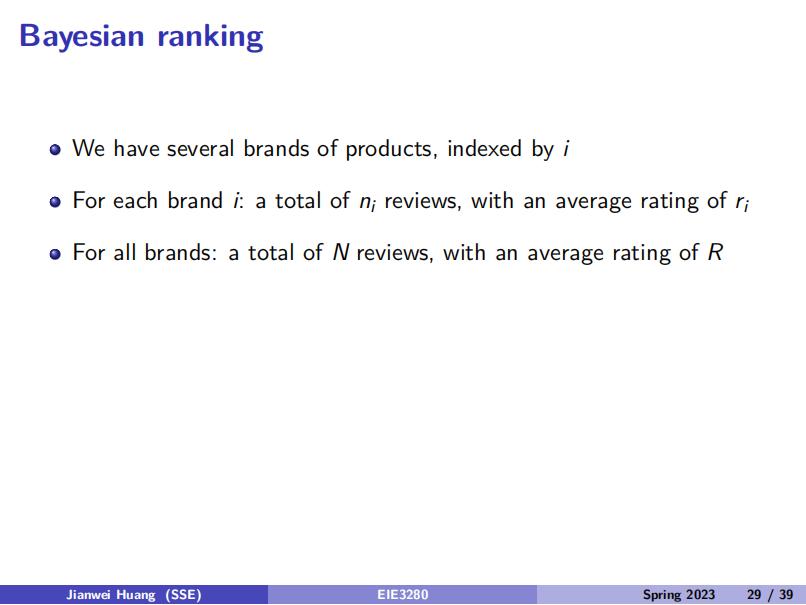 Bayesian ranking
We have several brands of products, indexed by i
For each brand i: a total of nᵢ reviews, with an average rating of rᵢ
For all brands: a total of N reviews, with an average rating of R
Jianwei Huang (SSE) EIE3280 Spring 2023 29 / 39